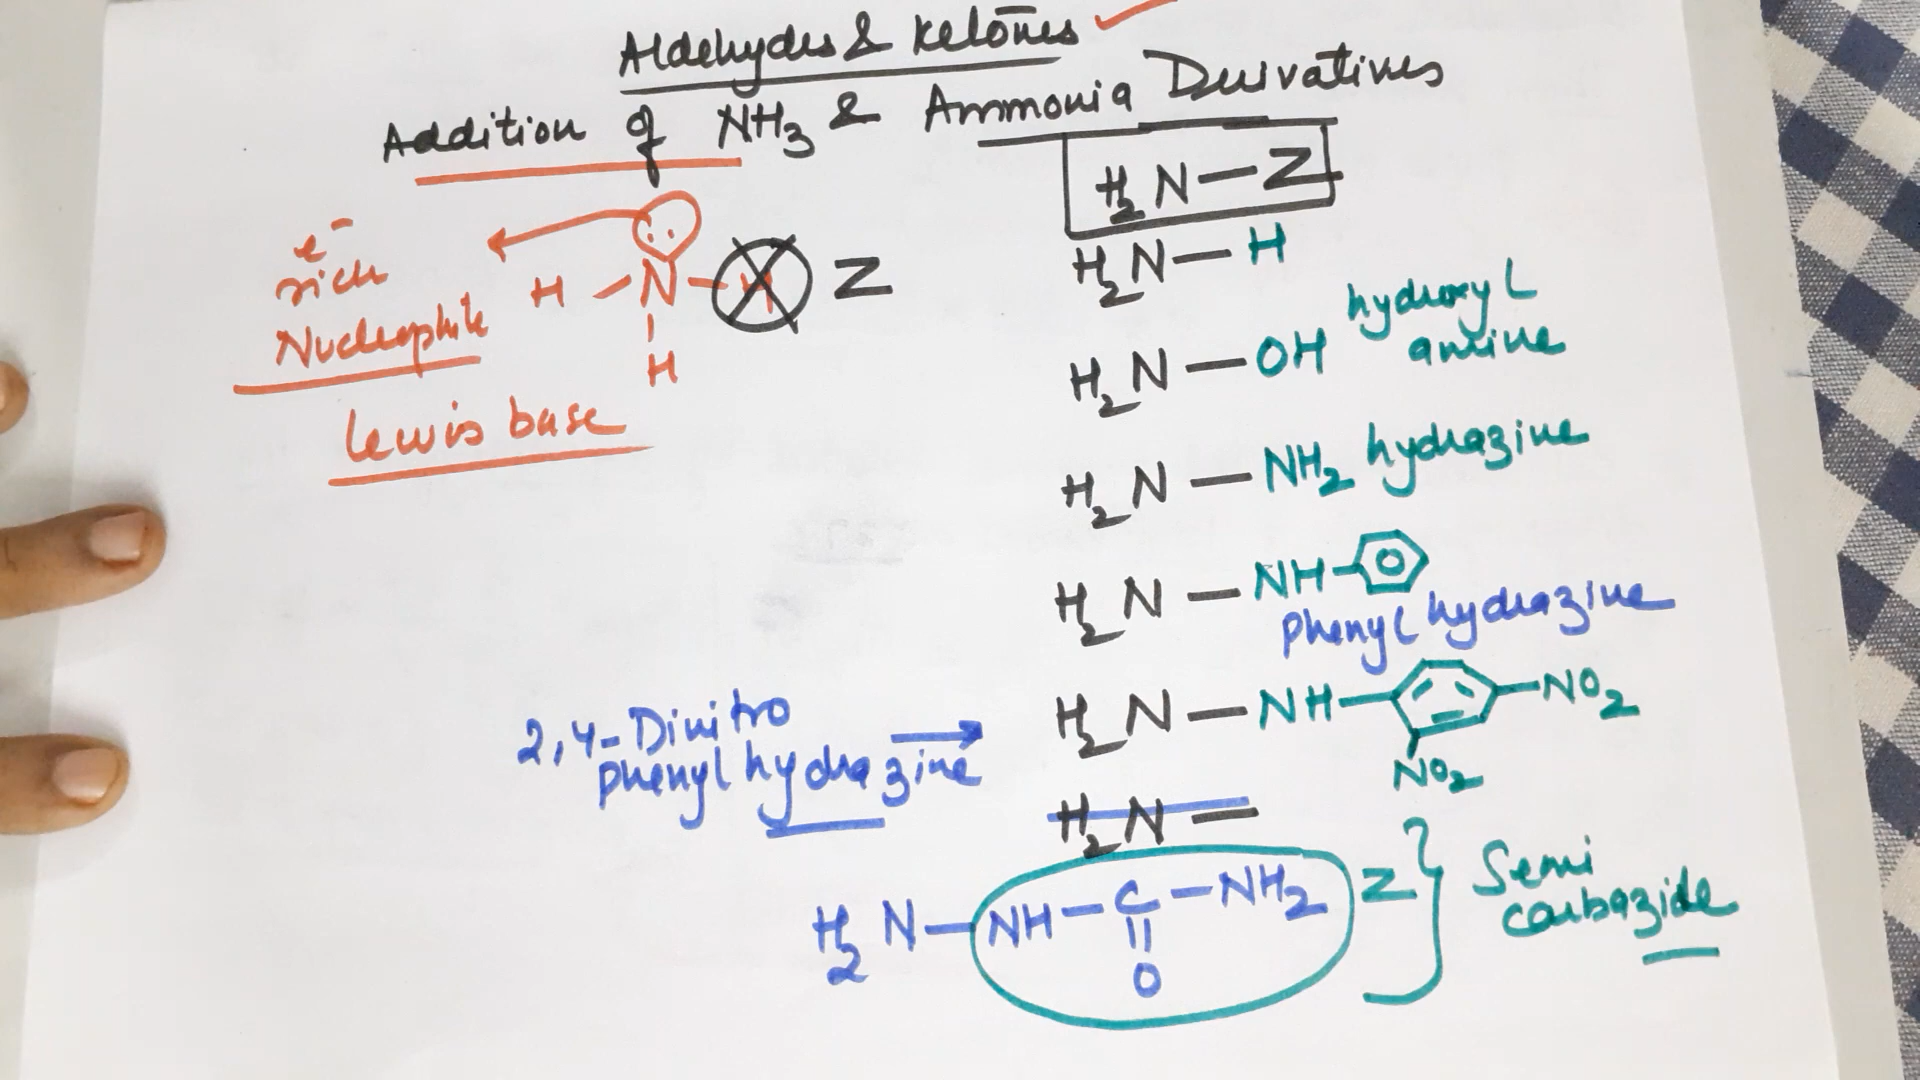 Aldehydes & Ketones
Addition of NH3 & Ammonia Derivatives
H2N-Z
e-
rich
Nucleophile
Lewis base
H-N-H Z
H
H2N-H
H2N-OH hydroxyl
amine
H2N-NH2 hydrazine
H2N-NH-
Phenyl hydrazine
2,4-Dinitro
phenyl hydrazine →
H2N-NH- NO2
NO2
H2N=
H2N-NH-C-NH2 Z
O
Semi
carbazide